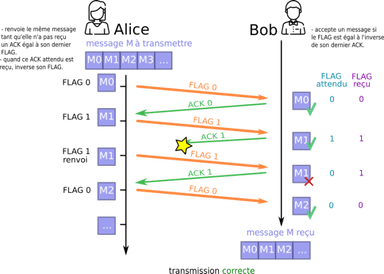 - renvoie le même message
tant qu'elle n'a pas reçu
un ACK égal à son dernier
FLAG.
- quand ce ACK attendu est
reçu, inverse son FLAG.
Alice
Bob
- accepte un message si
le FLAG est égal à l'inverse
de son dernier ACK.
message M à transmettre
M0 M1 M2 M3 ...
FLAG 0
M0
FLAG 0
FLAG attendu
FLAG reçu
ACK 0
M0
0
0
FLAG 1
M1
FLAG 1
ACK 1
M1
1
1
FLAG 1
renvoi
M1
FLAG 1
ACK 1
M1
0
1
FLAG 0
M2
FLAG 0
M2
0
0
...
message M reçu
M0 M1 M2 ...
transmission correcte